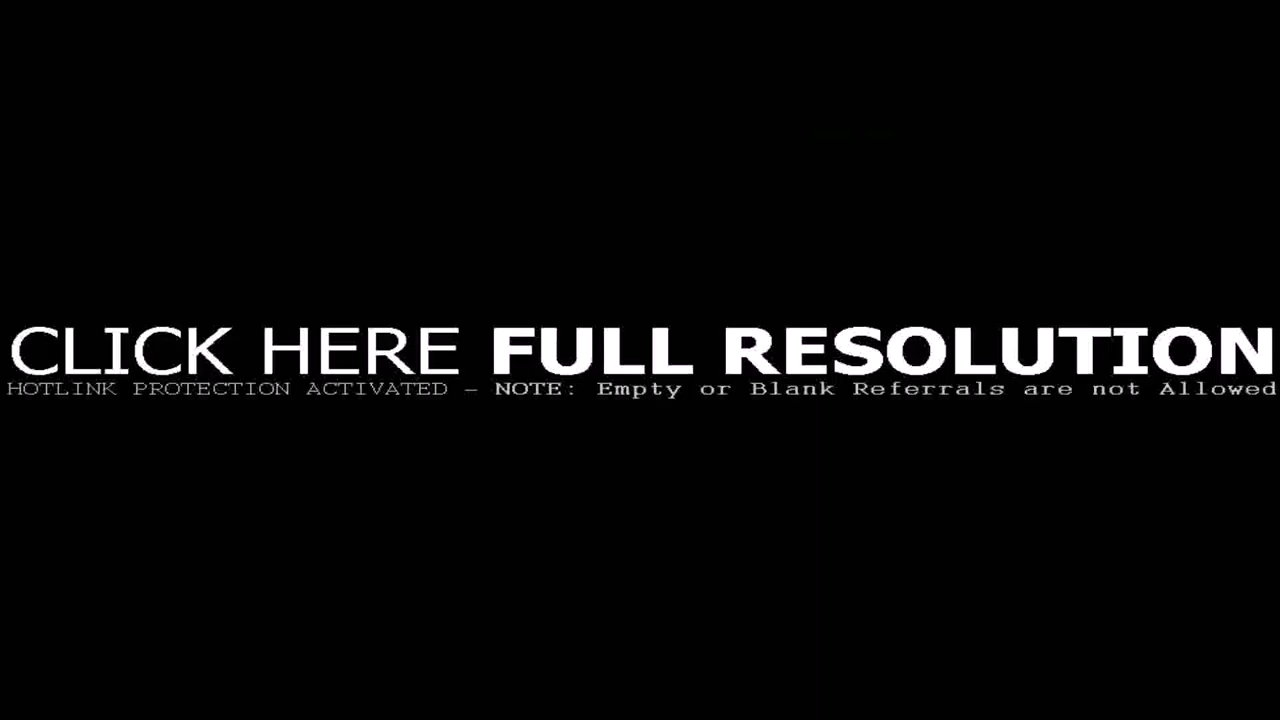 CLICK HERE FULL RESOLUTION
HOTLINK PROTECTION ACTIVATED - NOTE: Empty or Blank Referrals are not Allowed